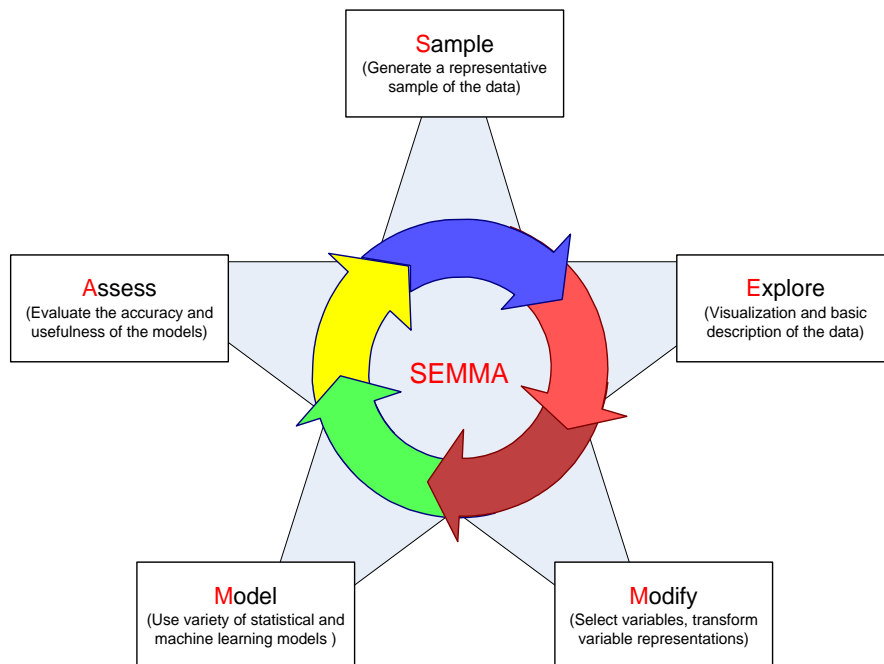 Sample
(Generate a representative
sample of the data)
Assess
(Evaluate the accuracy and
usefulness of the models)
Explore
(Visualization and basic
description of the data)
SEMMA
Model
(Use variety of statistical and
machine learning models )
Modify
(Select variables, transform
variable representations)